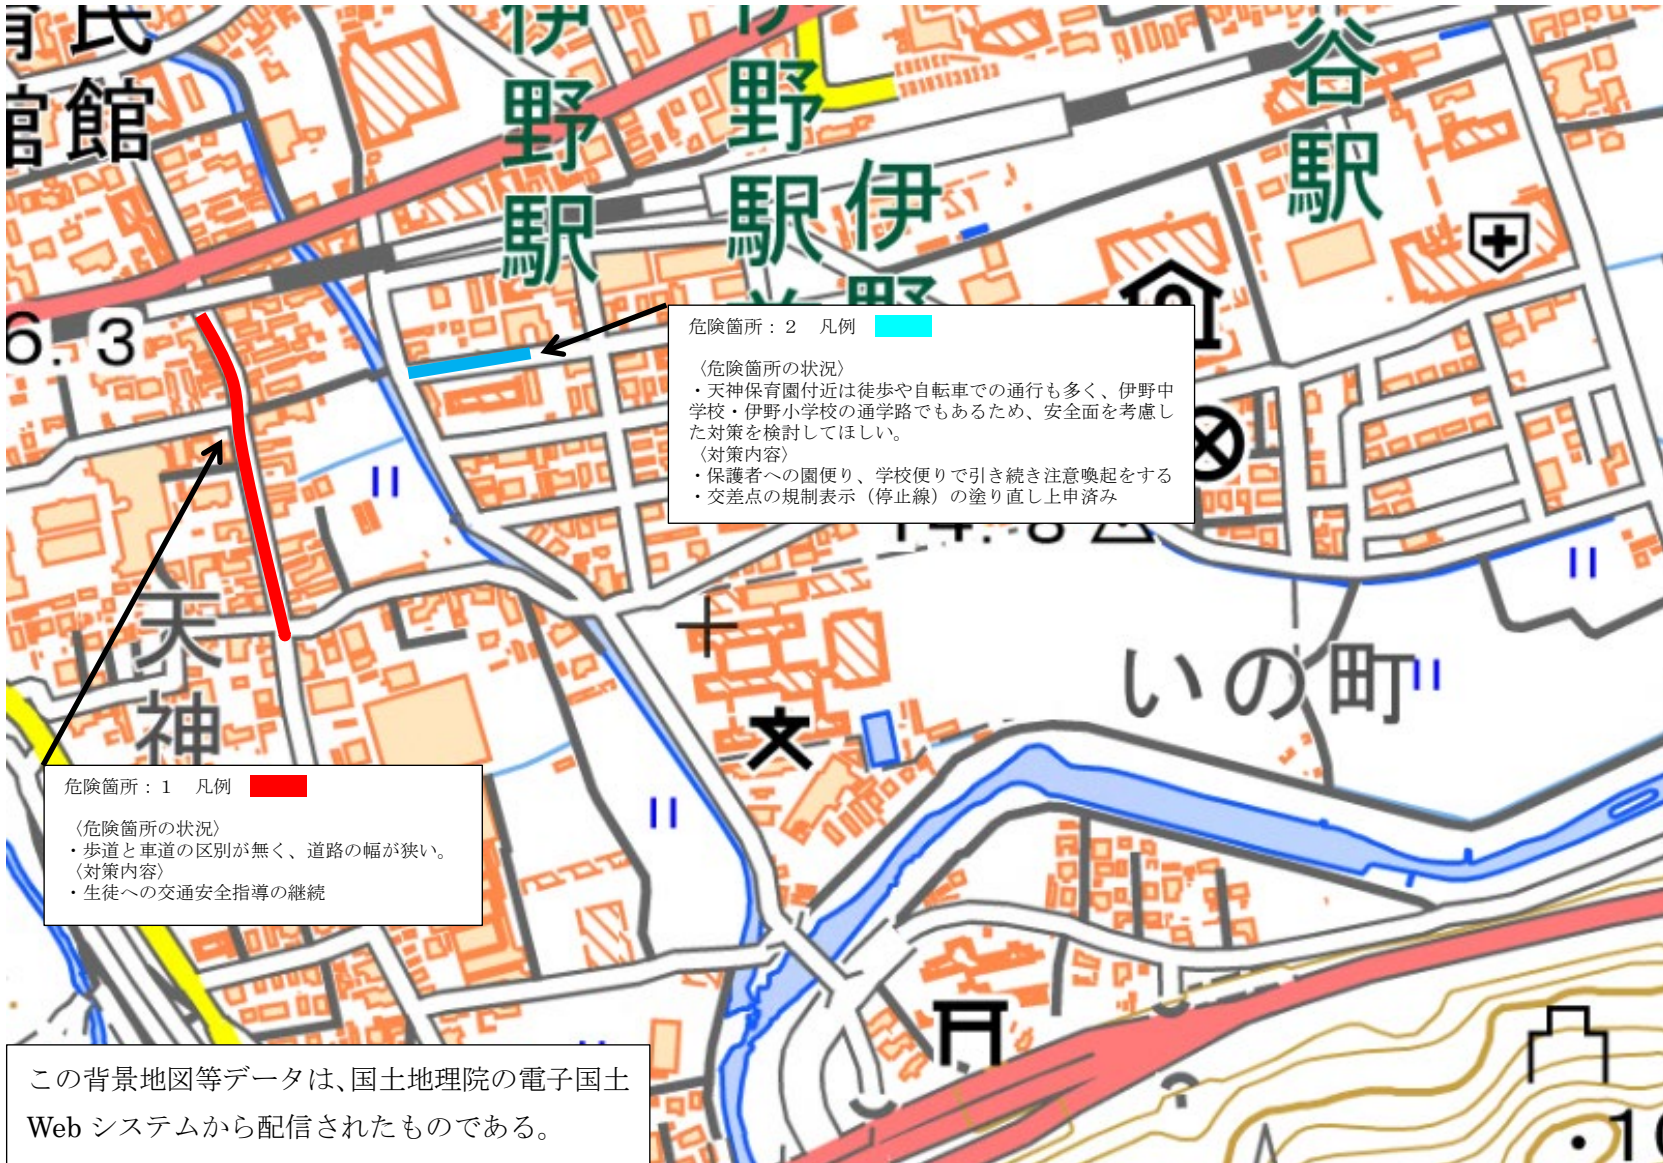 育民
館館
伊野駅
野駅
伊野
谷駅
6.3
危険箇所：２　凡例
〈危険箇所の状況〉
・天神保育園付近は徒歩や自転車での通行も多く、伊野中
学校・伊野小学校の通学路でもあるため、安全面を考慮し
た対策を検討してほしい。
〈対策内容〉
・保護者への園便り、学校便りで引き続き注意喚起をする
・交差点の規制表示（停止線）の塗り直し上申済み
14.8
天神
いの町
危険箇所：１　凡例
〈危険箇所の状況〉
・歩道と車道の区別が無く、道路の幅が狭い。
〈対策内容〉
・生徒への交通安全指導の継続
この背景地図等データは、国土地理院の電子国土
Web システムから配信されたものである。